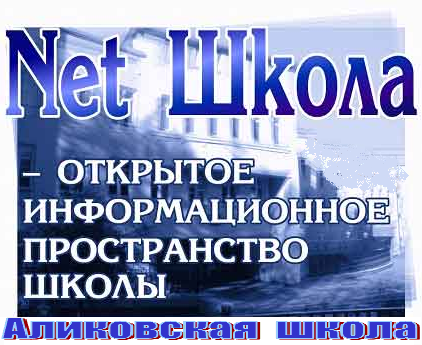 Net Школа
– ОТКРЫТОЕ
ИНФОРМАЦИОННОЕ
ПРОСТРАНСТВО
ШКОЛЫ
Аликовская школа